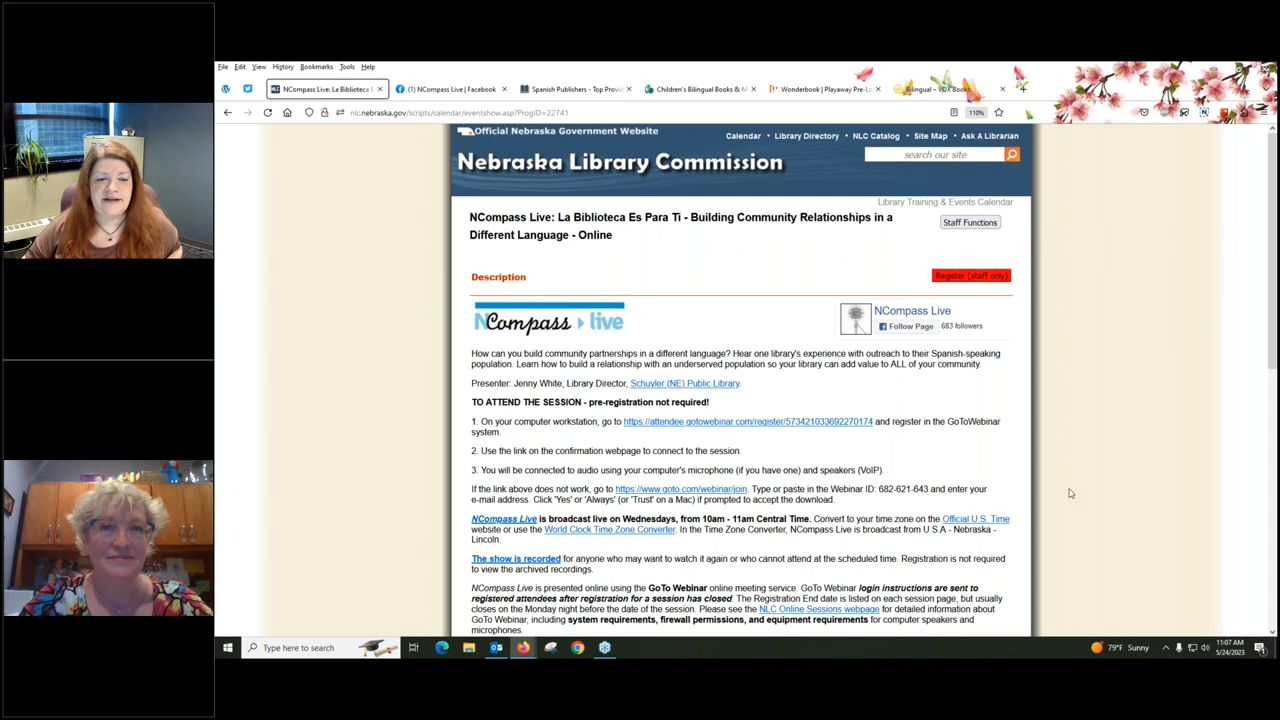 File Edit View History Bookmarks Tools Help
NCompass Live: La Biblioteca E
(1) NCompass Live | Facebook
Spanish Publishers - Top Provid
Children's Bilingual Books & M
Wonderbook | Playaway Pre-Lo
Bilingual – VOX Books
nlc.nebraska.gov/scripts/calendar/eventshow.asp?ProgID=22741
110%
Official Nebraska Government Website
Calendar • Library Directory • NLC Catalog • Site Map • Ask A Librarian
Nebraska Library Commission
search our site
Library Training & Events Calendar
NCompass Live: La Biblioteca Es Para Ti - Building Community Relationships in a
Different Language - Online
Staff Functions
Description
Register (staff only)
NCompass live
NCompass Live
Follow Page 683 followers
How can you build community partnerships in a different language? Hear one library's experience with outreach to their Spanish-speaking
population. Learn how to build a relationship with an underserved population so your library can add value to ALL of your community.
Presenter: Jenny White, Library Director, Schuyler (NE) Public Library.
TO ATTEND THE SESSION - pre-registration not required!
1. On your computer workstation, go to https://attendee.gotowebinar.com/register/573421033692270174 and register in the GoToWebinar
system.
2. Use the link on the confirmation webpage to connect to the session.
3. You will be connected to audio using your computer's microphone (if you have one) and speakers (VoIP).
If the link above does not work, go to https://www.goto.com/webinar/join. Type or paste in the Webinar ID: 682-621-643 and enter your
e-mail address. Click 'Yes' or 'Always' (or 'Trust' on a Mac) if prompted to accept the download.
NCompass Live is broadcast live on Wednesdays, from 10am - 11am Central Time. Convert to your time zone on the Official U.S. Time
website or use the World Clock Time Zone Converter. In the Time Zone Converter, NCompass Live is broadcast from U.S.A - Nebraska -
Lincoln.
The show is recorded for anyone who may want to watch it again or who cannot attend at the scheduled time. Registration is not required
to view the archived recordings.
NCompass Live is presented online using the GoTo Webinar online meeting service. GoTo Webinar login instructions are sent to
registered attendees after registration for a session has closed. The Registration End date is listed on each session page, but usually
closes on the Monday night before the date of the session. Please see the NLC Online Sessions webpage for detailed information about
GoTo Webinar, including system requirements, firewall permissions, and equipment requirements for computer speakers and
microphones.
Type here to search
79°F Sunny
11:07 AM
5/24/2023